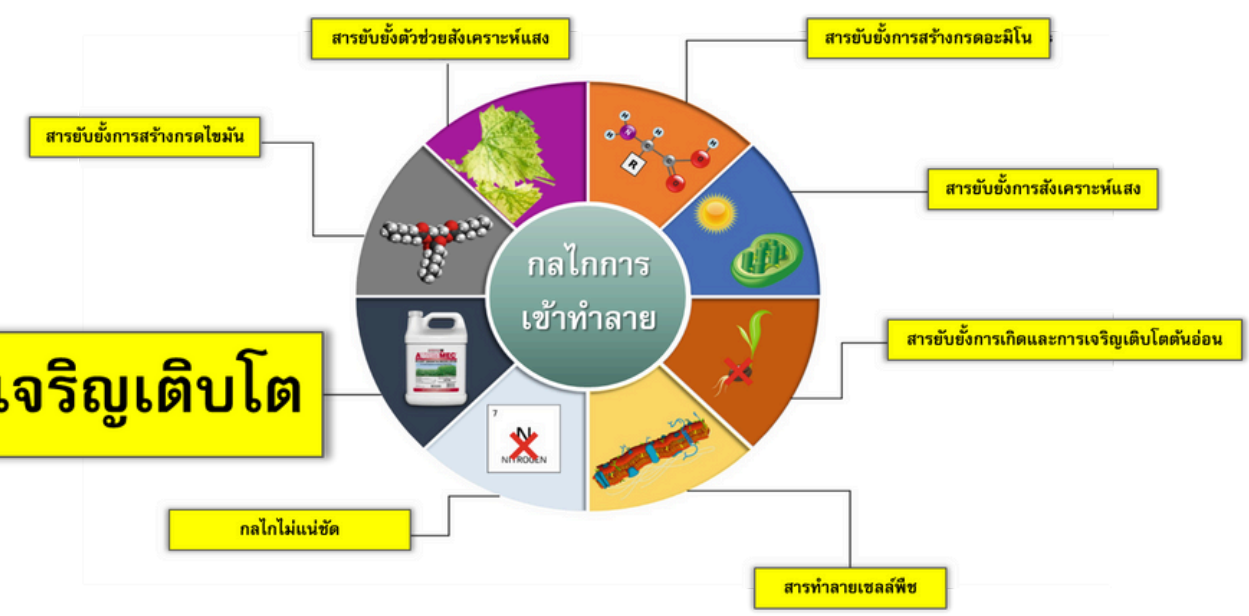 สารยับยั้งตัวช่วยสังเคราะห์แสง
สารยับยั้งการสร้างกรดอะมิโน
สารยับยั้งการสร้างกรดไขมัน
สารยับยั้งการสังเคราะห์แสง
กลไกการ
เข้าทำลาย
สารยับยั้งการเกิดและการเจริญเติบโตต้นอ่อน
เจริญเติบโต
7
N
NITROGEN
กลไกไม่แน่ชัด
สารทำลายเซลล์พืช
N
H
H
H
C
R
C
O
H
O